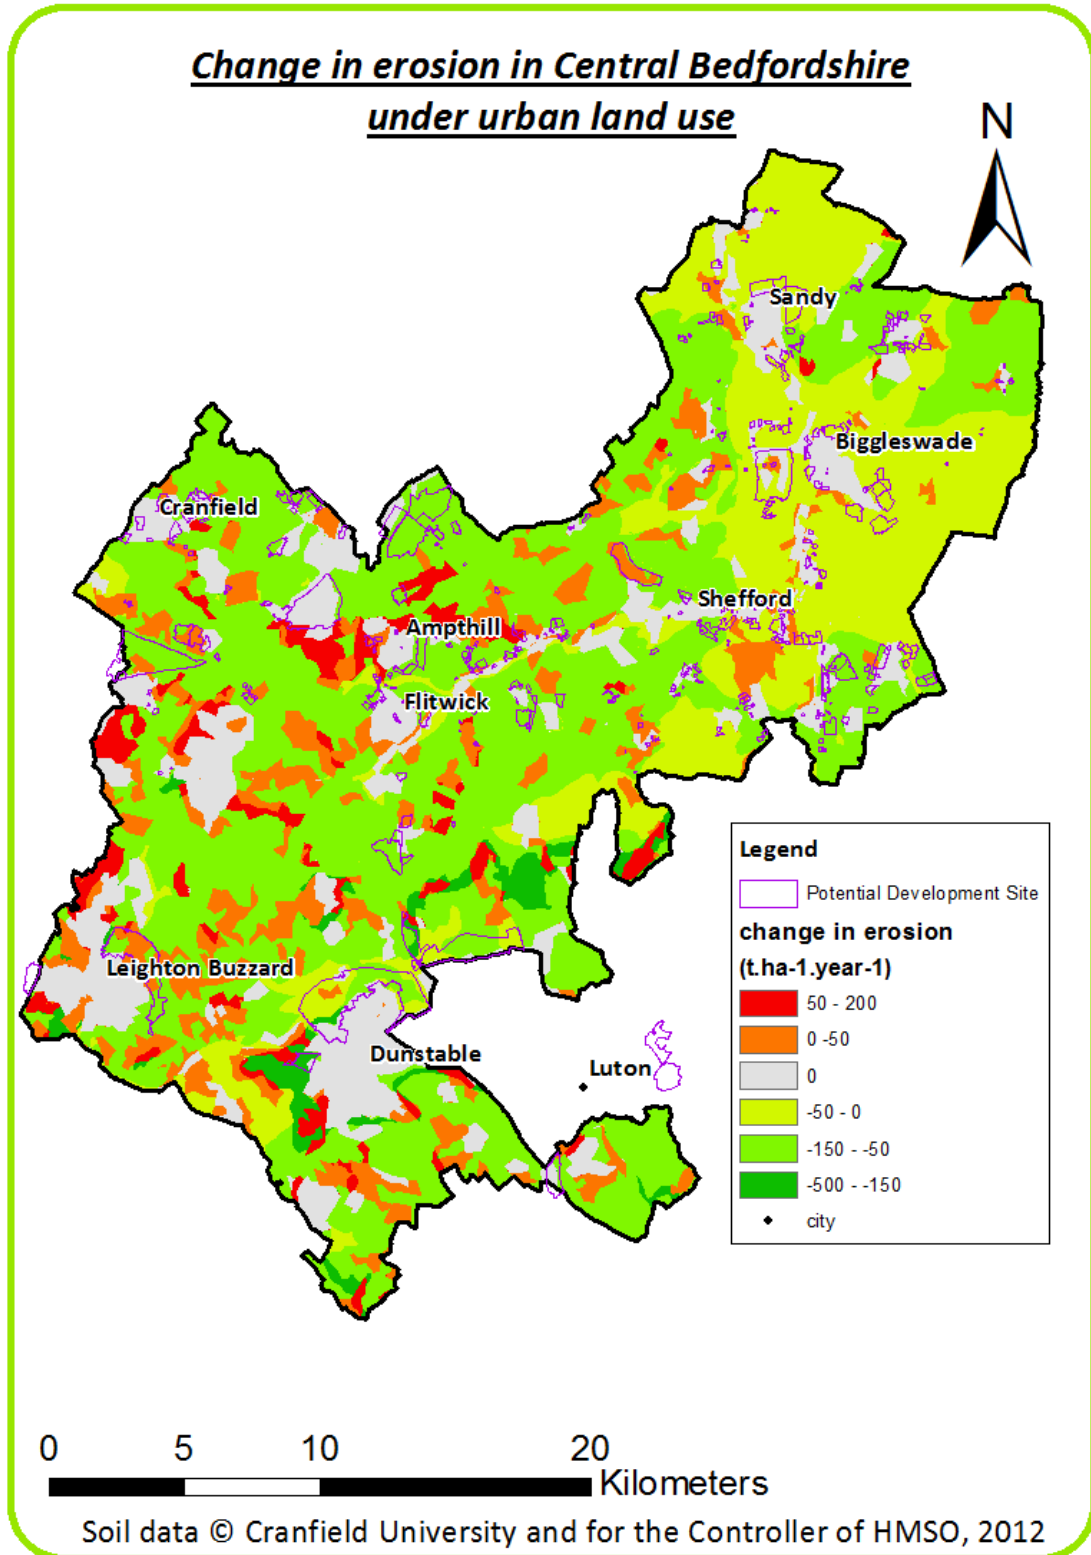 Change in erosion in Central Bedfordshire
under urban land use
N
Sandy
Biggleswade
Cranfield
Shefford
Ampthill
Flitwick
Leighton Buzzard
Dunstable
Luton
Legend
Potential Development Site
change in erosion
(t.ha-1.year-1)
50 - 200
0 -50
0
-50 - 0
-150 - -50
-500 - -150
city
0 5 10 20
Kilometers
Soil data © Cranfield University and for the Controller of HMSO, 2012